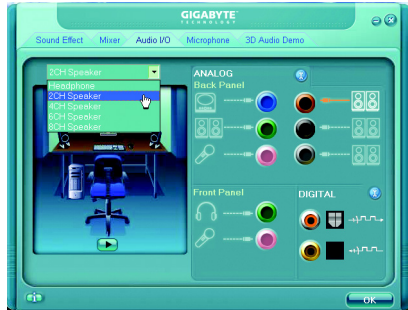 GIGABYTE
TECHNOLOGY
Sound Effect Mixer Audio I/O Microphone 3D Audio Demo
2CH Speaker
Headphone
2CH Speaker
4CH Speaker
6CH Speaker
8CH Speaker
ANALOG
Back Panel
Front Panel
DIGITAL
OK